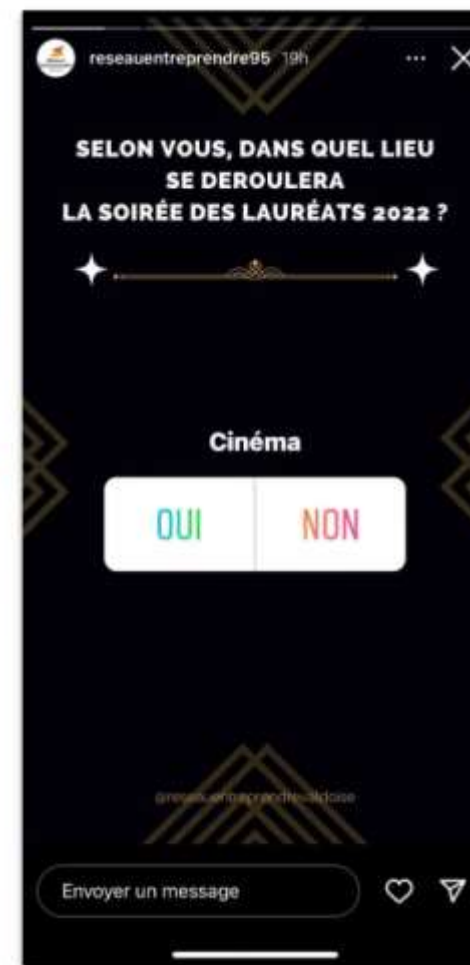 reseauentreprendre95 19h
SELON VOUS, DANS QUEL LIEU
SE DEROULERA
LA SOIRÉE DES LAURÉATS 2022 ?
Cinéma
OUI NON
@reseauentreprendrevaldoise
Envoyer un message